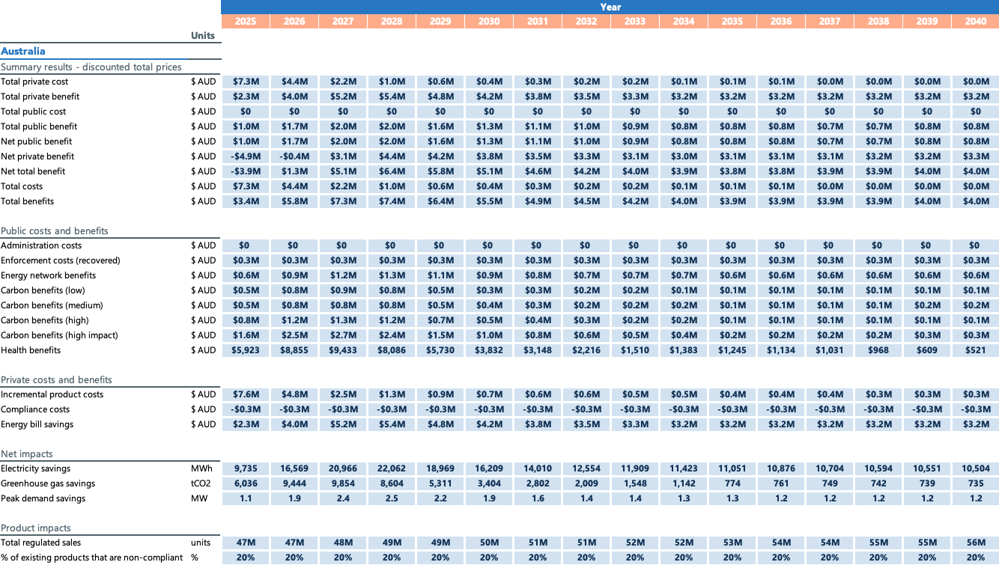 Year
2025 2026 2027 2028 2029 2030 2031 2032 2033 2034 2035 2036 2037 2038 2039 2040
Units
Australia
Summary results - discounted total prices
Total private cost $ AUD $7.3M $4.4M $2.2M $1.0M $0.6M $0.4M $0.3M $0.2M $0.2M $0.1M $0.1M $0.1M $0.0M $0.0M $0.0M $0.0M
Total private benefit $ AUD $2.3M $4.0M $5.2M $5.4M $4.8M $4.2M $3.8M $3.5M $3.3M $3.2M $3.2M $3.2M $3.2M $3.2M $3.2M $3.2M
Total public cost $ AUD $0 $0 $0 $0 $0 $0 $0 $0 $0 $0 $0 $0 $0 $0 $0 $0
Total public benefit $ AUD $1.0M $1.7M $2.0M $2.0M $1.6M $1.3M $1.1M $1.0M $0.9M $0.8M $0.8M $0.8M $0.7M $0.7M $0.8M $0.8M
Net public benefit $ AUD $1.0M $1.7M $2.0M $2.0M $1.6M $1.3M $1.1M $1.0M $0.9M $0.8M $0.8M $0.8M $0.7M $0.7M $0.8M $0.8M
Net private benefit $ AUD -$4.9M -$0.4M $3.1M $4.4M $4.2M $3.8M $3.5M $3.3M $3.1M $3.0M $3.1M $3.1M $3.1M $3.2M $3.2M $3.3M
Net total benefit $ AUD -$3.9M $1.3M $5.1M $6.4M $5.8M $5.1M $4.6M $4.2M $4.0M $3.9M $3.8M $3.8M $3.9M $3.9M $4.0M $4.0M
Total costs $ AUD $7.3M $4.4M $2.2M $1.0M $0.6M $0.4M $0.3M $0.2M $0.2M $0.1M $0.1M $0.1M $0.0M $0.0M $0.0M $0.0M
Total benefits $ AUD $3.4M $5.8M $7.3M $7.4M $6.4M $5.5M $4.9M $4.5M $4.2M $4.0M $3.9M $3.9M $3.9M $3.9M $4.0M $4.0M
Public costs and benefits
Administration costs $ AUD $0 $0 $0 $0 $0 $0 $0 $0 $0 $0 $0 $0 $0 $0 $0 $0
Enforcement costs (recovered) $ AUD $0.3M $0.3M $0.3M $0.3M $0.3M $0.3M $0.3M $0.3M $0.3M $0.3M $0.3M $0.3M $0.3M $0.3M $0.3M $0.3M
Energy network benefits $ AUD $0.6M $0.9M $1.2M $1.3M $1.1M $0.9M $0.8M $0.7M $0.7M $0.7M $0.6M $0.6M $0.6M $0.6M $0.6M $0.6M
Carbon benefits (low) $ AUD $0.5M $0.8M $0.9M $0.8M $0.5M $0.3M $0.3M $0.2M $0.2M $0.1M $0.1M $0.1M $0.1M $0.1M $0.1M $0.1M
Carbon benefits (medium) $ AUD $0.5M $0.8M $0.8M $0.8M $0.5M $0.4M $0.3M $0.2M $0.2M $0.2M $0.1M $0.1M $0.1M $0.1M $0.2M $0.2M
Carbon benefits (high) $ AUD $0.8M $1.2M $1.3M $1.2M $0.7M $0.5M $0.4M $0.3M $0.2M $0.2M $0.1M $0.1M $0.1M $0.1M $0.1M $0.1M
Carbon benefits (high impact) $ AUD $1.6M $2.5M $2.7M $2.4M $1.5M $1.0M $0.8M $0.6M $0.5M $0.4M $0.2M $0.2M $0.2M $0.2M $0.3M $0.3M
Health benefits $ AUD $5,923 $8,855 $9,433 $8,086 $5,730 $3,832 $3,148 $2,216 $1,510 $1,383 $1,245 $1,134 $1,031 $968 $609 $521
Private costs and benefits
Incremental product costs $ AUD $7.6M $4.8M $2.5M $1.3M $0.9M $0.7M $0.6M $0.6M $0.5M $0.5M $0.4M $0.4M $0.4M $0.3M $0.3M $0.3M
Compliance costs $ AUD -$0.3M -$0.3M -$0.3M -$0.3M -$0.3M -$0.3M -$0.3M -$0.3M -$0.3M -$0.3M -$0.3M -$0.3M -$0.3M -$0.3M -$0.3M -$0.3M
Energy bill savings $ AUD $2.3M $4.0M $5.2M $5.4M $4.8M $4.2M $3.8M $3.5M $3.3M $3.2M $3.2M $3.2M $3.2M $3.2M $3.2M $3.2M
Net impacts
Electricity savings MWh 9,735 16,569 20,966 22,062 18,969 16,209 14,010 12,554 11,909 11,423 11,051 10,876 10,704 10,594 10,551 10,504
Greenhouse gas savings tCO2 6,036 9,444 9,854 8,604 5,311 3,404 2,802 2,009 1,548 1,142 774 761 749 742 739 735
Peak demand savings MW 1.1 1.9 2.4 2.5 2.2 1.9 1.6 1.4 1.4 1.3 1.3 1.2 1.2 1.2 1.2 1.2
Product impacts
Total regulated sales units 47M 47M 48M 49M 49M 50M 51M 51M 52M 52M 53M 54M 54M 55M 55M 56M
% of existing products that are non-compliant % 20% 20% 20% 20% 20% 20% 20% 20% 20% 20% 20% 20% 20% 20% 20% 20%